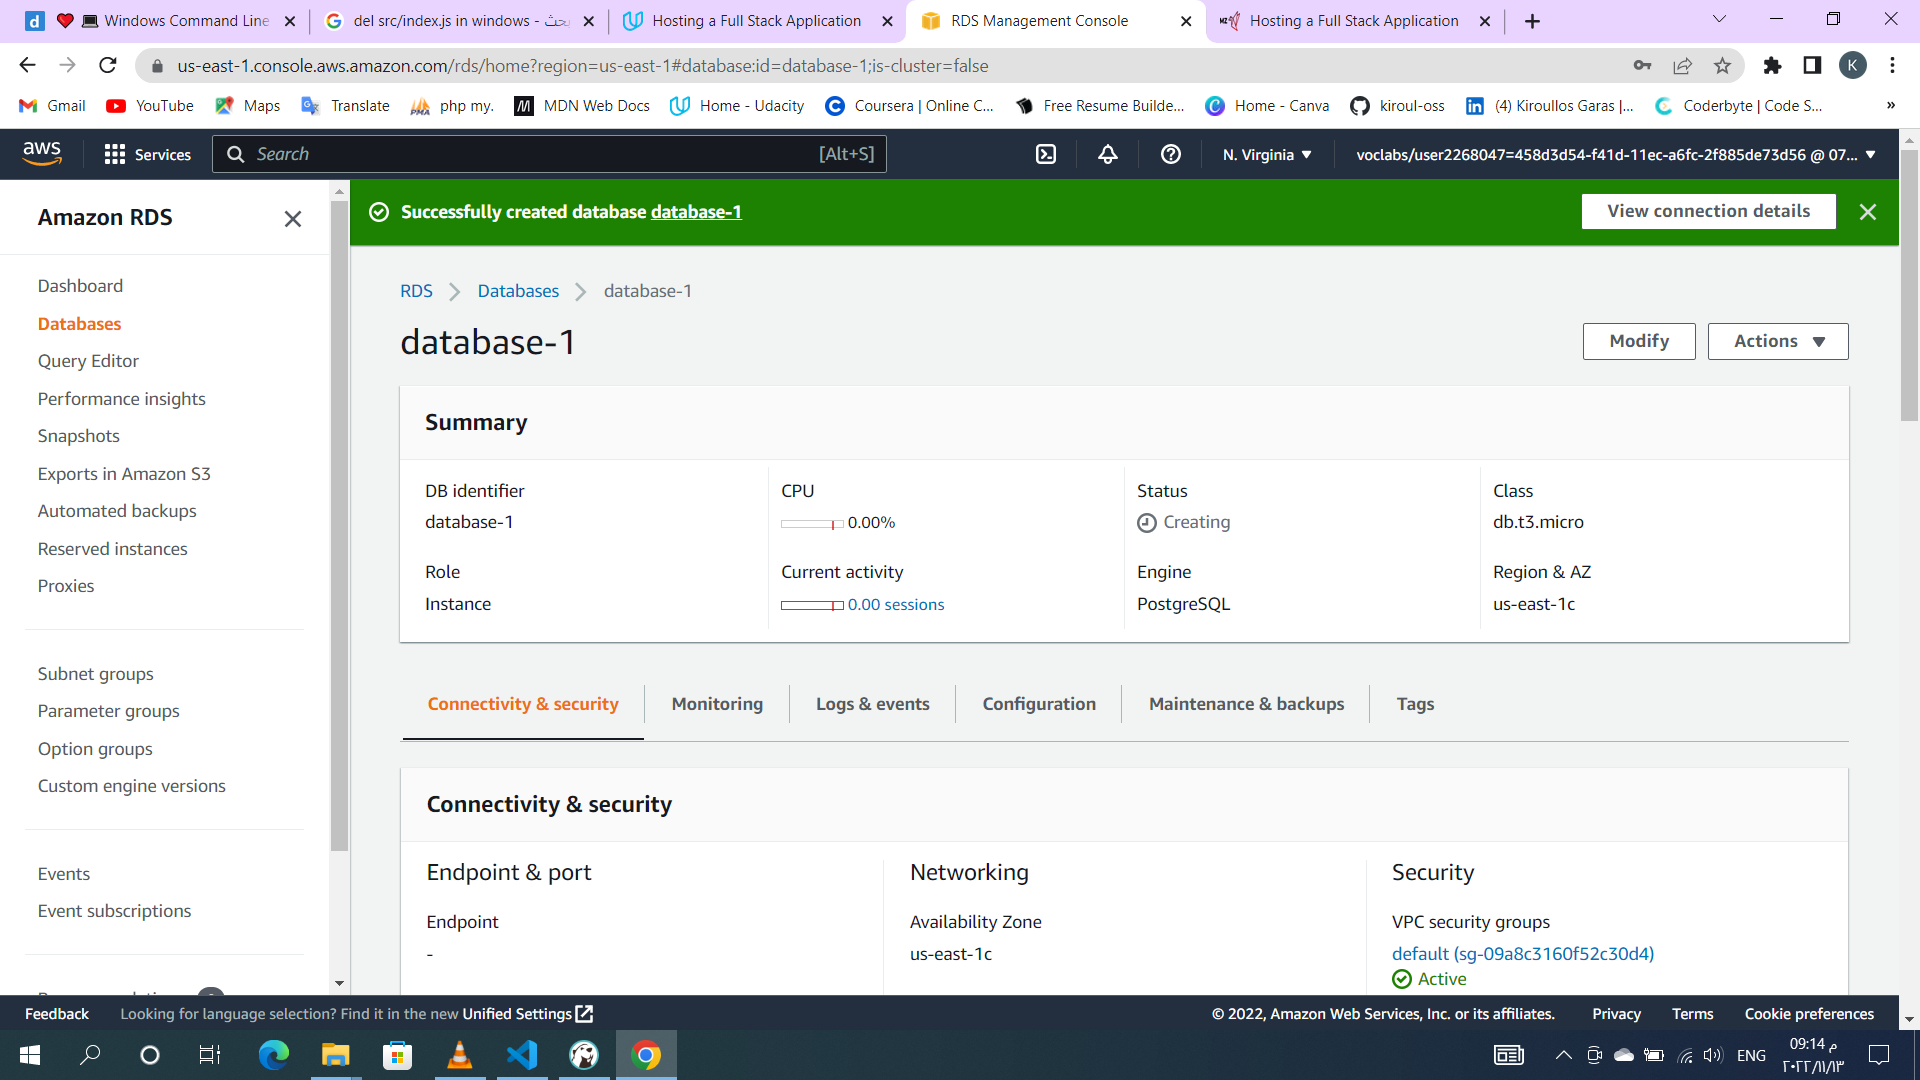 Windows Command Line
del src/index.js in windows - بحث
Hosting a Full Stack Application
RDS Management Console
Hosting a Full Stack Application
us-east-1.console.aws.amazon.com/rds/home?region=us-east-1#database:id=database-1;is-cluster=false
K
Gmail
YouTube
Maps
Translate
php my.
MDN Web Docs
Home - Udacity
Coursera | Online C...
Free Resume Builde...
Home - Canva
kiroul-oss
(4) Kiroullos Garas |...
Coderbyte | Code S...
»
aws
Services
Search
[Alt+S]
N. Virginia
voclabs/user2268047=458d3d54-f41d-11ec-a6fc-2f885de73d56 @ 07...
Amazon RDS
Successfully created database database-1
View connection details
Dashboard
Databases
Query Editor
Performance insights
Snapshots
Exports in Amazon S3
Automated backups
Reserved instances
Proxies
Subnet groups
Parameter groups
Option groups
Custom engine versions
Events
Event subscriptions
RDS
Databases
database-1
database-1
Modify
Actions
Summary
DB identifier
database-1
CPU
0.00%
Status
Creating
Class
db.t3.micro
Role
Instance
Current activity
0.00 sessions
Engine
PostgreSQL
Region & AZ
us-east-1c
Connectivity & security
Monitoring
Logs & events
Configuration
Maintenance & backups
Tags
Connectivity & security
Endpoint & port
Endpoint
-
Networking
Availability Zone
us-east-1c
Security
VPC security groups
default (sg-09a8c3160f52c30d4)
Active
Feedback
Looking for language selection? Find it in the new Unified Settings
© 2022, Amazon Web Services, Inc. or its affiliates.
Privacy
Terms
Cookie preferences
ENG
09:14 م
٢٠٢٢/١١/١٣